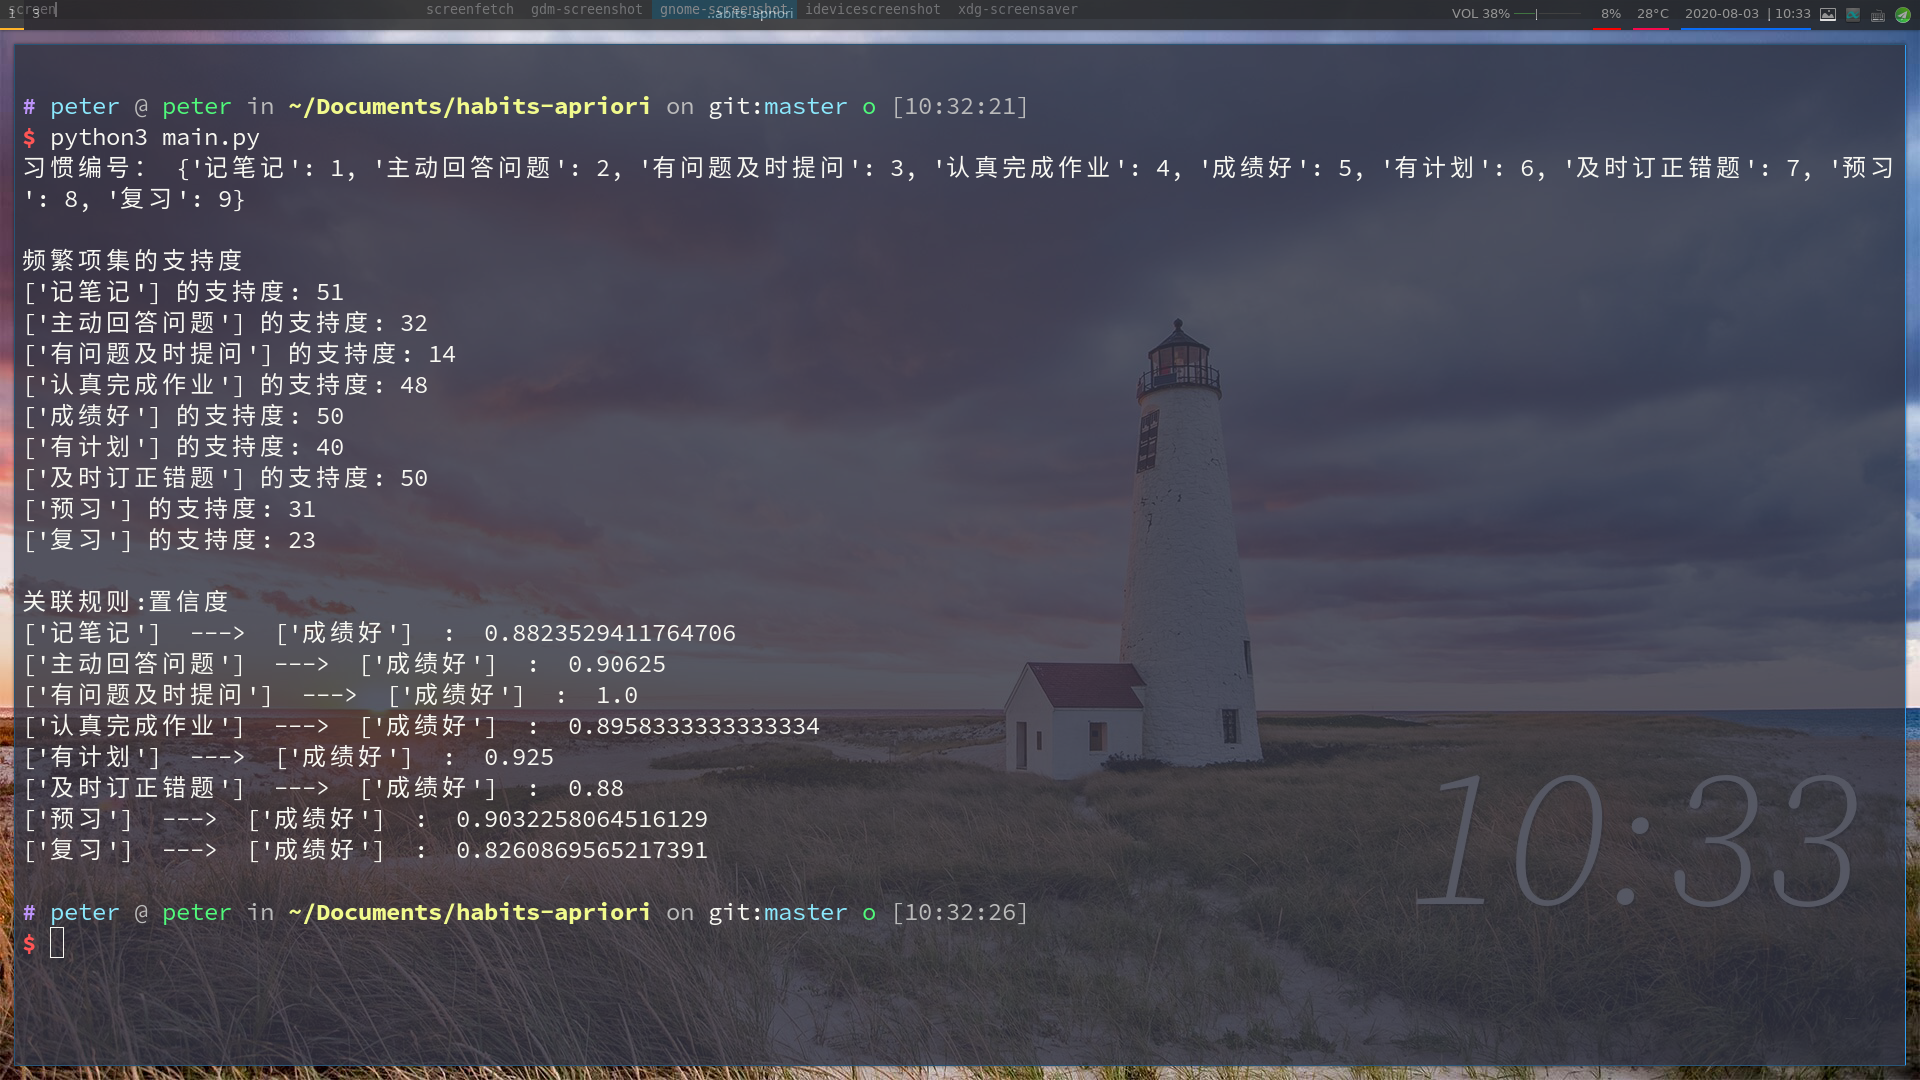 1 3 screen screenfetch gdm-screenshot gnome-screenshot idevicescreenshot xdg-screensaver
..abits-apriori
VOL 38% 8% 28°C 2020-08-03 | 10:33
# peter @ peter in ~/Documents/habits-apriori on git:master o [10:32:21]
$ python3 main.py
习惯编号: {'记笔记': 1, '主动回答问题': 2, '有问题及时提问': 3, '认真完成作业': 4, '成绩好': 5, '有计划': 6, '及时订正错题': 7, '预习
': 8, '复习': 9}
频繁项集的支持度
['记笔记'] 的支持度: 51
['主动回答问题'] 的支持度: 32
['有问题及时提问'] 的支持度: 14
['认真完成作业'] 的支持度: 48
['成绩好'] 的支持度: 50
['有计划'] 的支持度: 40
['及时订正错题'] 的支持度: 50
['预习'] 的支持度: 31
['复习'] 的支持度: 23
关联规则:置信度
['记笔记'] ---> ['成绩好'] : 0.8823529411764706
['主动回答问题'] ---> ['成绩好'] : 0.90625
['有问题及时提问'] ---> ['成绩好'] : 1.0
['认真完成作业'] ---> ['成绩好'] : 0.8958333333333334
['有计划'] ---> ['成绩好'] : 0.925
['及时订正错题'] ---> ['成绩好'] : 0.88
['预习'] ---> ['成绩好'] : 0.9032258064516129
['复习'] ---> ['成绩好'] : 0.8260869565217391
10:33
# peter @ peter in ~/Documents/habits-apriori on git:master o [10:32:26]
$